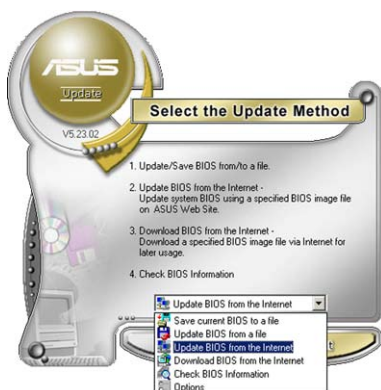 ASUS
Update
V5.23.02
Select the Update Method
1. Update/Save BIOS from/to a file.
2. Update BIOS from the Internet -
Update system BIOS using a specified BIOS image file
on ASUS Web Site.
3. Download BIOS from the Internet -
Download a specified BIOS image file via Internet for
later usage.
4. Check BIOS Information
Update BIOS from the Internet
Save current BIOS to a file
Update BIOS from a file
Update BIOS from the Internet
Download BIOS from the Internet
Check BIOS Information
Options